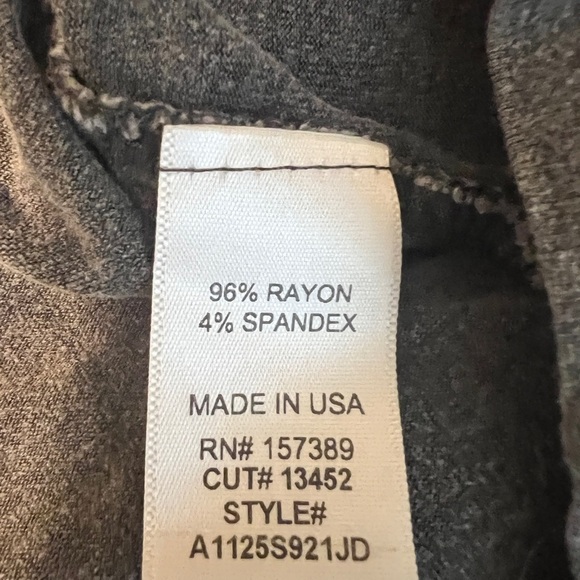 96% RAYON
4% SPANDEX
MADE IN USA
RN# 157389
CUT# 13452
STYLE#
A1125S921JD